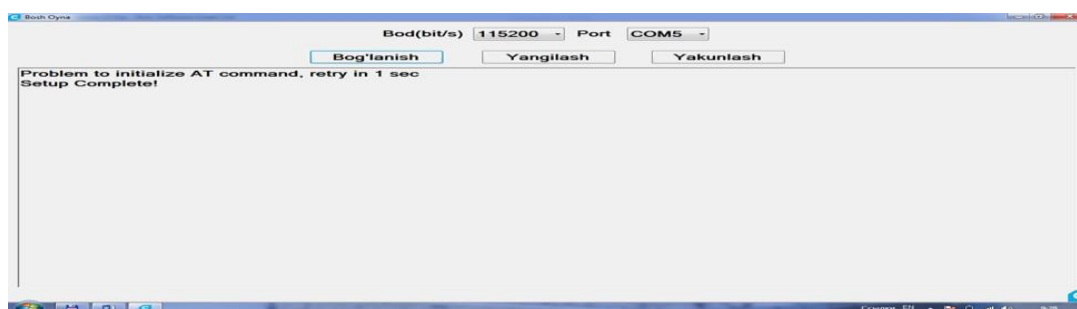 Bosh Oyna
Bod(bit/s) 115200 Port COM5
Bog'lanish Yangilash Yakunlash
Problem to initialize AT command, retry in 1 sec
Setup Complete!
EN